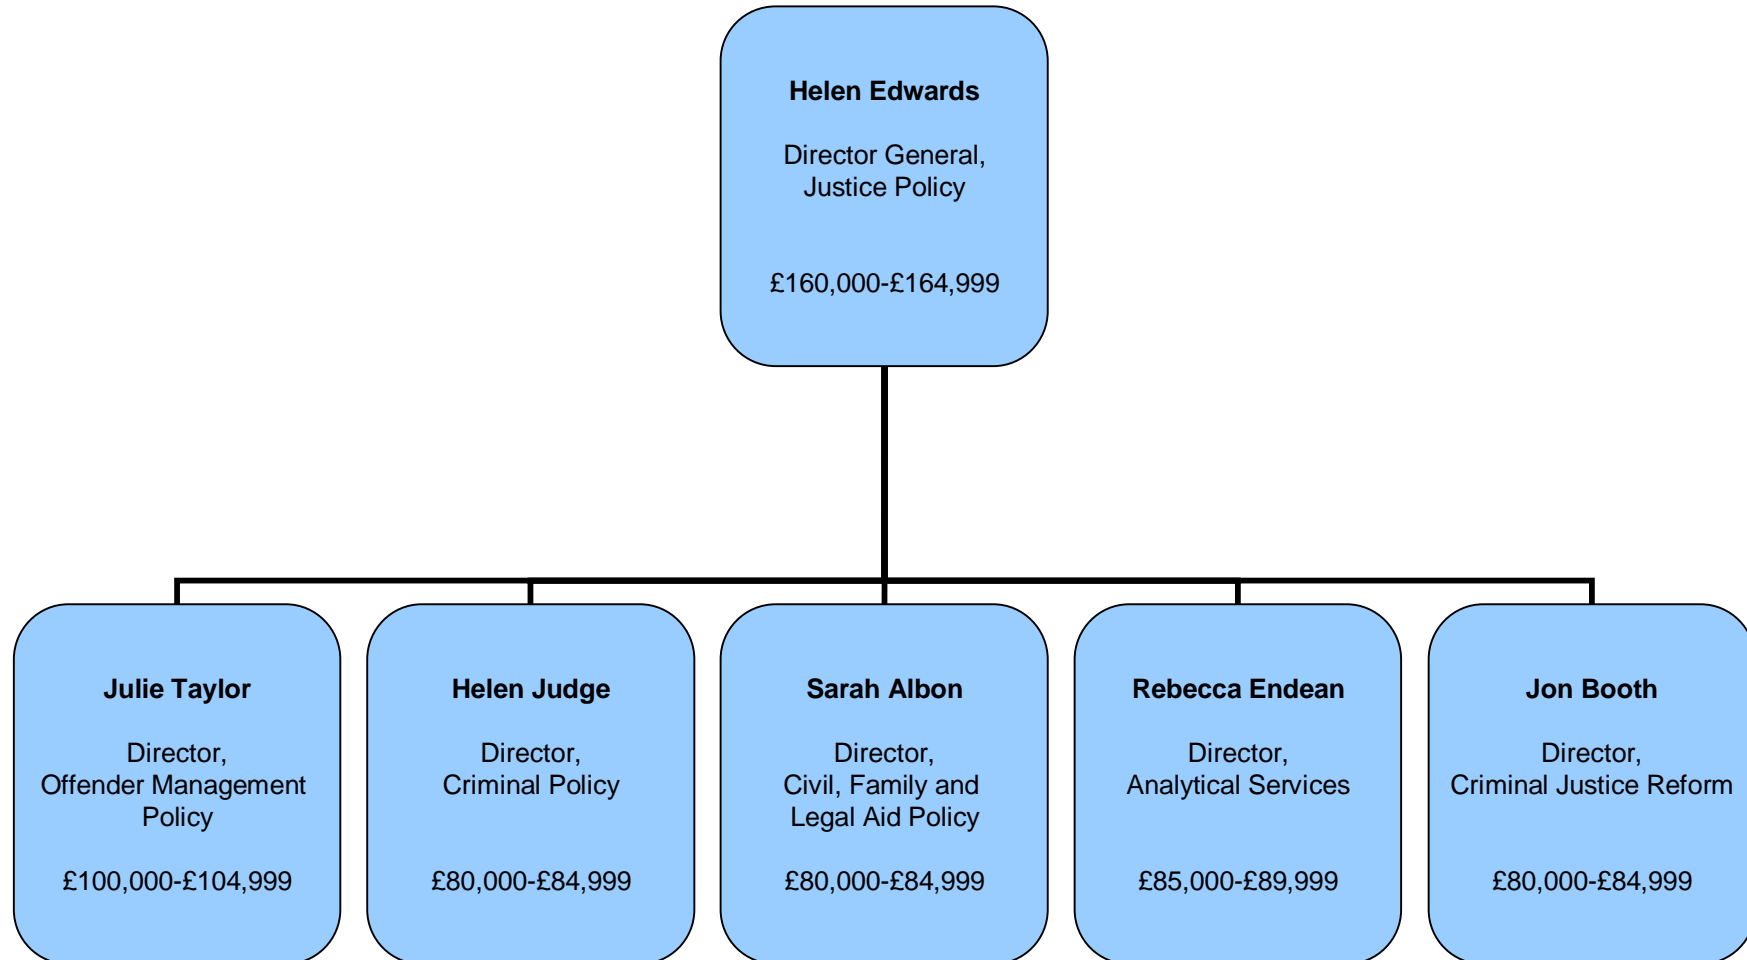 Helen Edwards
Director General,
Justice Policy
£160,000-£164,999
Julie Taylor
Director,
Offender Management
Policy
£100,000-£104,999
Helen Judge
Director,
Criminal Policy
£80,000-£84,999
Sarah Albon
Director,
Civil, Family and
Legal Aid Policy
£80,000-£84,999
Rebecca Endean
Director,
Analytical Services
£85,000-£89,999
Jon Booth
Director,
Criminal Justice Reform
£80,000-£84,999